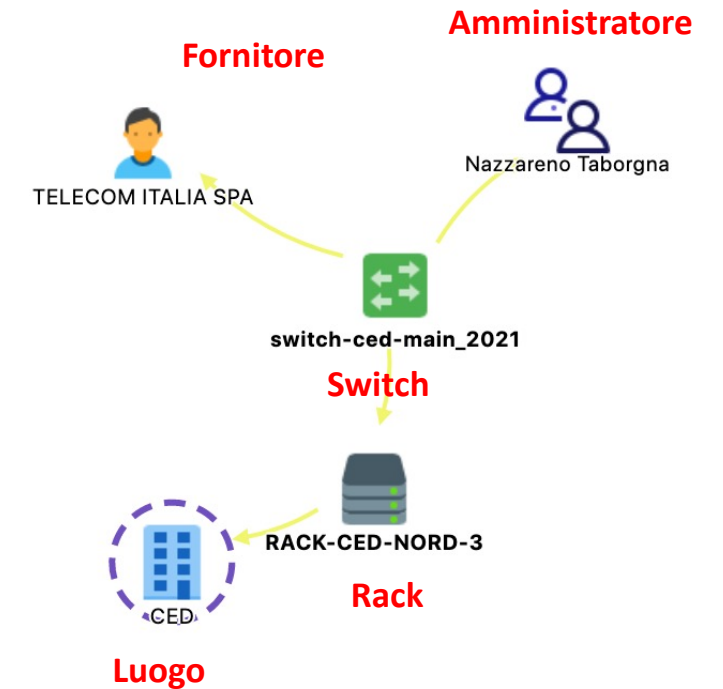 Amministratore
Fornitore
Nazzareno Taborgna
TELECOM ITALIA SPA
switch-ced-main_2021
Switch
RACK-CED-NORD-3
Rack
CED
Luogo